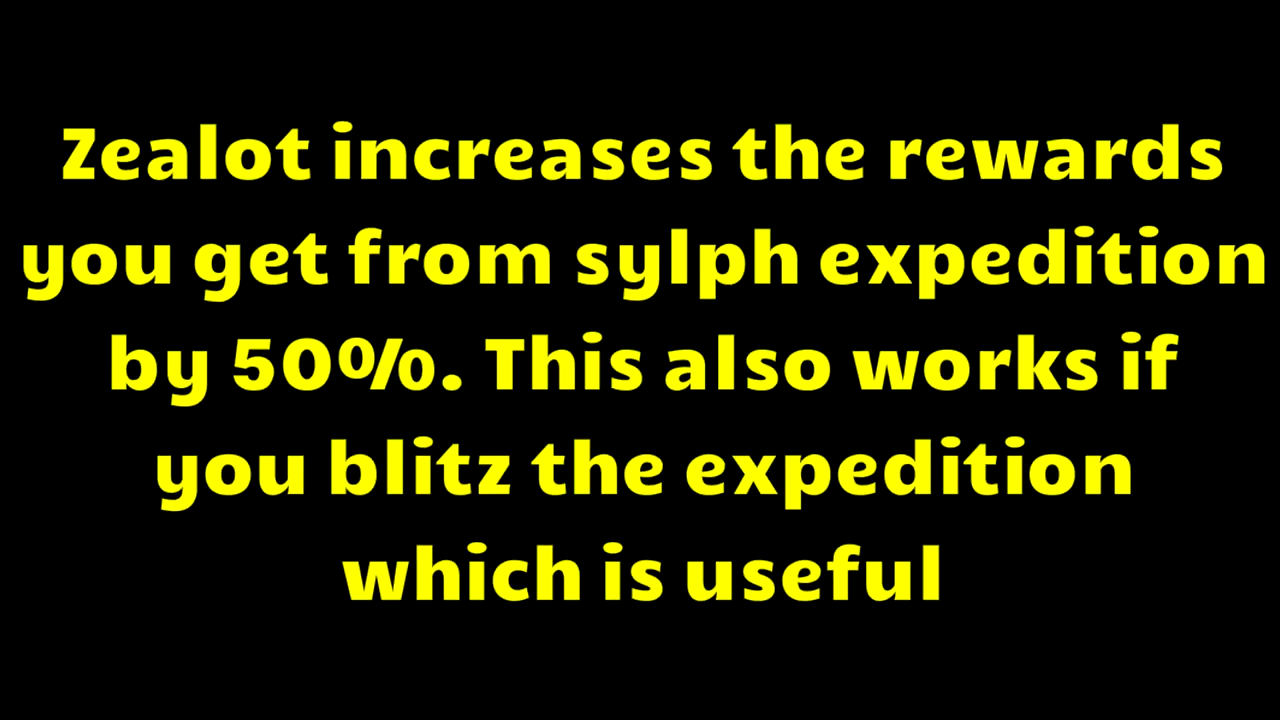 Zealot increases the rewards
you get from sylph expedition
by 50%. This also works if
you blitz the expedition
which is useful